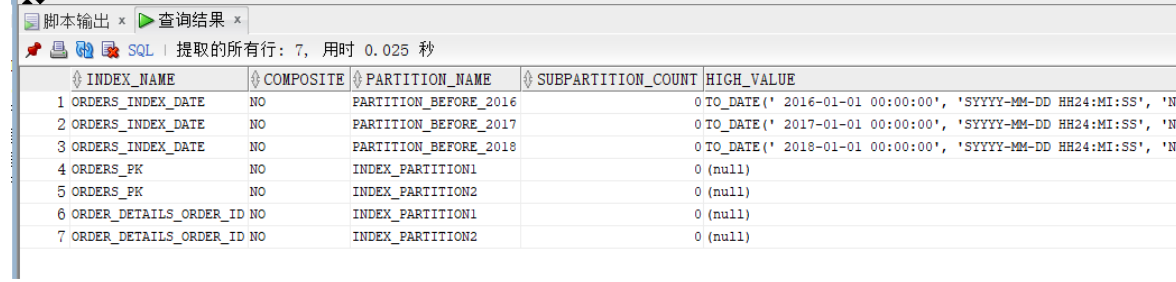 脚本输出 × 查询结果 ×
SQL | 提取的所有行: 7, 用时 0.025 秒
INDEX_NAME COMPOSITE PARTITION_NAME SUBPARTITION_COUNT HIGH_VALUE
1 ORDERS_INDEX_DATE NO PARTITION_BEFORE_2016 0 TO_DATE(' 2016-01-01 00:00:00', 'SYYYY-MM-DD HH24:MI:SS', 'N
2 ORDERS_INDEX_DATE NO PARTITION_BEFORE_2017 0 TO_DATE(' 2017-01-01 00:00:00', 'SYYYY-MM-DD HH24:MI:SS', 'N
3 ORDERS_INDEX_DATE NO PARTITION_BEFORE_2018 0 TO_DATE(' 2018-01-01 00:00:00', 'SYYYY-MM-DD HH24:MI:SS', 'N
4 ORDERS_PK NO INDEX_PARTITION1 0 (null)
5 ORDERS_PK NO INDEX_PARTITION2 0 (null)
6 ORDER_DETAILS_ORDER_ID NO INDEX_PARTITION1 0 (null)
7 ORDER_DETAILS_ORDER_ID NO INDEX_PARTITION2 0 (null)